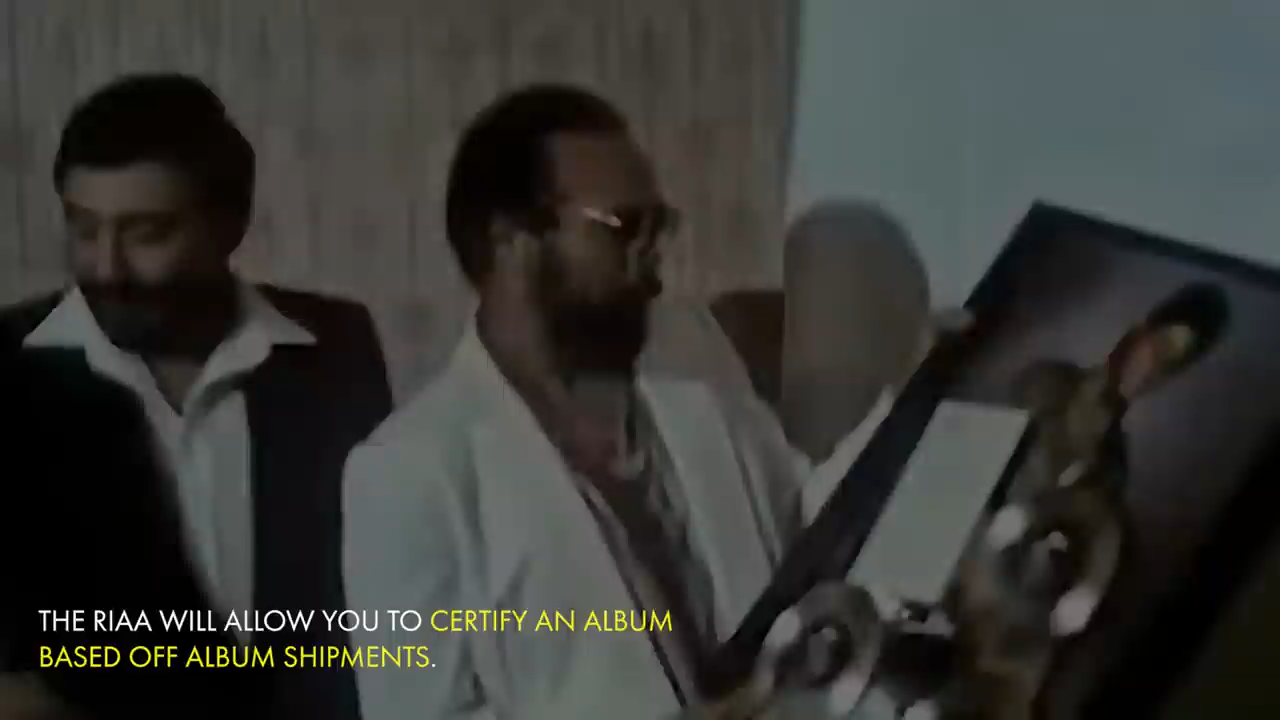 THE RIAA WILL ALLOW YOU TO CERTIFY AN ALBUM
BASED OFF ALBUM SHIPMENTS.